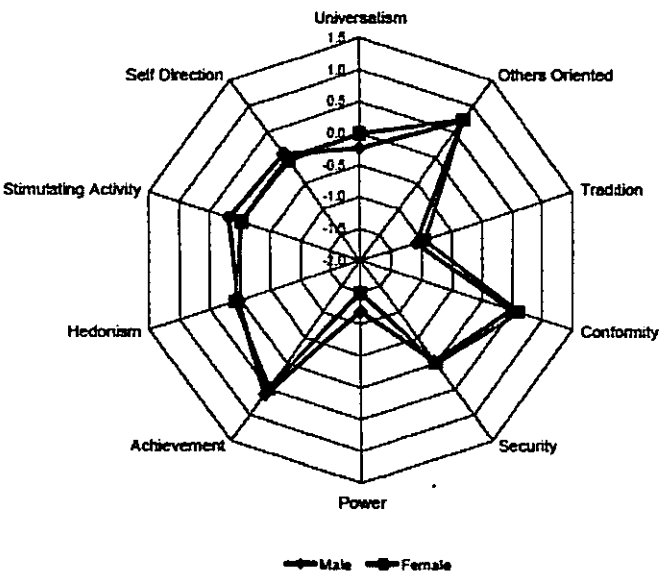 Universalism
1.5
Self Direction
1.0
Others Oriented
0.5
0.0
Stimulating Activity
-0.5
Tradition
-1.0
-1.5
-2.0
Hedonism
Conformity
Achievement
Security
Power
Male Female